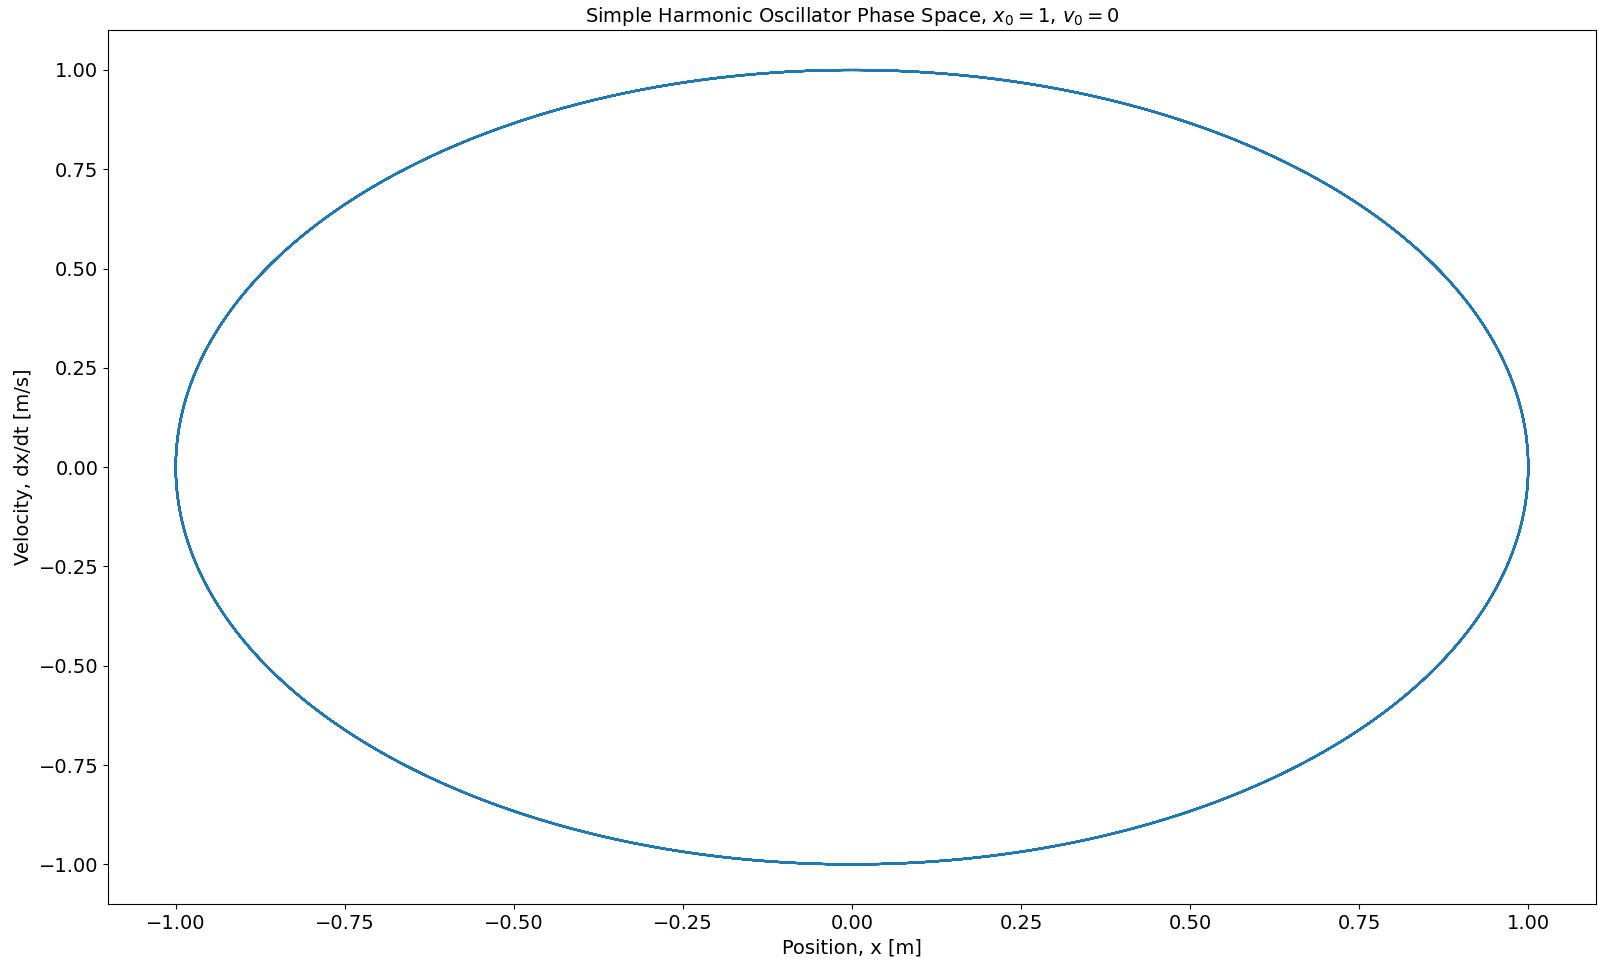 Simple Harmonic Oscillator Phase Space, x₀ = 1, v₀ = 0
Velocity, dx/dt [m/s]
1.00
0.75
0.50
0.25
0.00
−0.25
−0.50
−0.75
−1.00
−1.00 −0.75 −0.50 −0.25 0.00 0.25 0.50 0.75 1.00
Position, x [m]